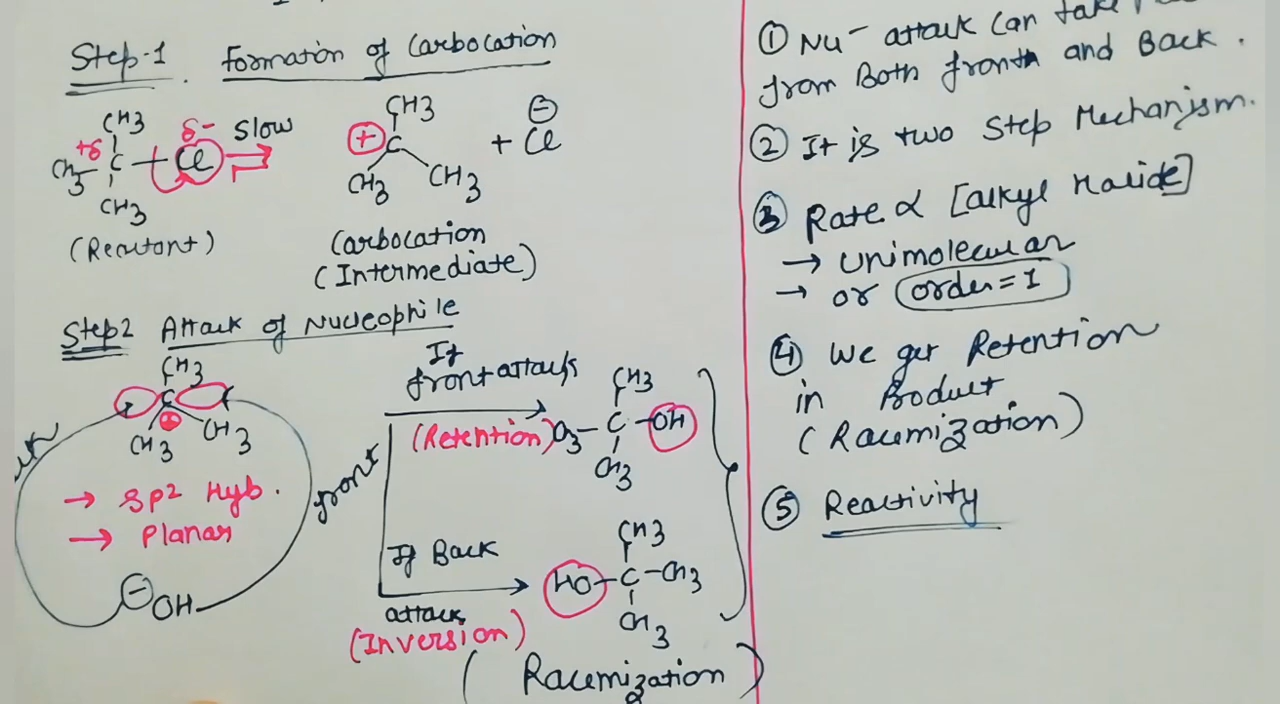 Step-1 Formation of Carbocation
CH3
+δ δ- Slow
CH3 - C + Cl
CH3
(Reactant)
CH3
+ C
CH3 CH3
+ Cl ⊖
Carbocation
(Intermediate)
Step2 Attack of Nucleophile
CH3
C
CH3 CH3
→ SP2 Hyb.
→ Planar
⊖OH
front
If
front attack
(Retention)
CH3
CH3 - C - OH
CH3
If Back
attack
(Inversion)
CH3
HO - C - CH3
CH3
(Racemization)
① Nu- attack can take
from Both front and Back.
② It is two Step Mechanism.
③ Rate ∝ [alkyl Halide]
→ unimolecular
→ or order = 1
④ We get Retention
in Product
(Racemization)
⑤ Reactivity